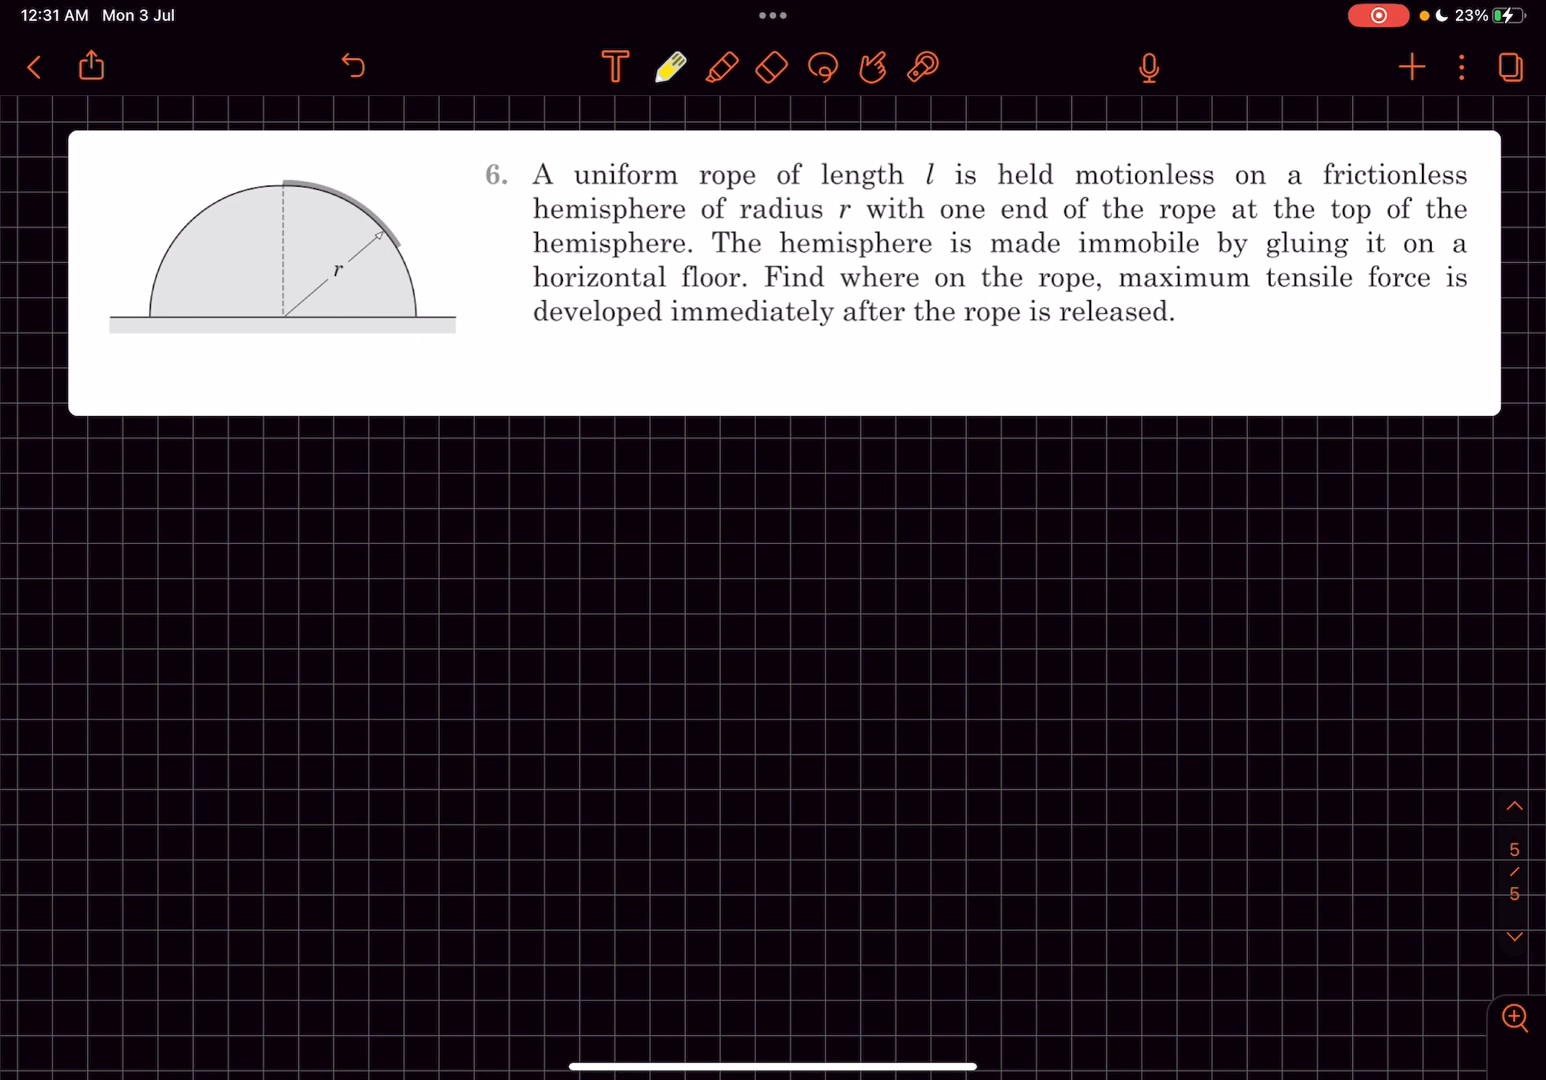 12:31 AM Mon 3 Jul
23%
6. A uniform rope of length l is held motionless on a frictionless
hemisphere of radius r with one end of the rope at the top of the
hemisphere. The hemisphere is made immobile by gluing it on a
horizontal floor. Find where on the rope, maximum tensile force is
developed immediately after the rope is released.
r
5
/
5